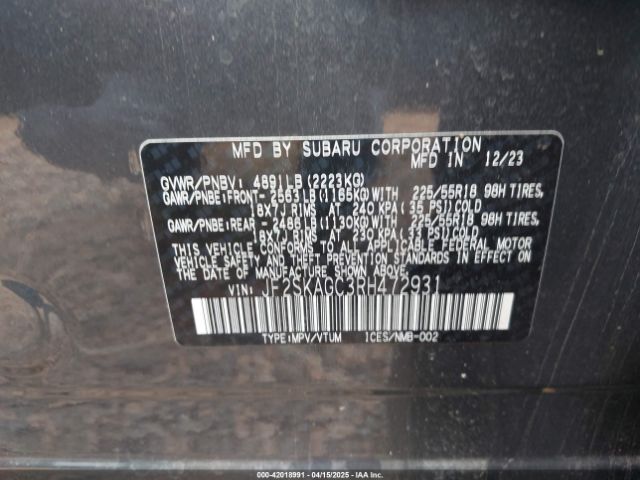 MFD BY SUBARU CORPORATION
MFD IN 12/23
GVWR/PNBV: 4891LB(2223KG)
GAWR/PNBE:FRONT- 2563LB(1165KG)WITH 225/55R18 98H TIRES,
18X7J RIMS AT 240 KPA(35 PSI)COLD
GAWR/PNBE:REAR -2486LB(1130KG)WITH 225/55R18 98H TIRES,
18X7J RIMS AT 230 KPA(33 PSI)COLD
THIS VEHICLE CONFORMS TO ALL APPLICABLE FEDERAL MOTOR
VEHICLE SAFETY AND THEFT PREVENTION STANDARDS IN EFFECT ON
THE DATE OF MANUFACTURE SHOWN ABOVE.
VIN: JF2SKAGC3RH472931
TYPE:MPV/VTUM ICES/NMB-002
000-42018991 - 04/15/2025 - IAAI.COM